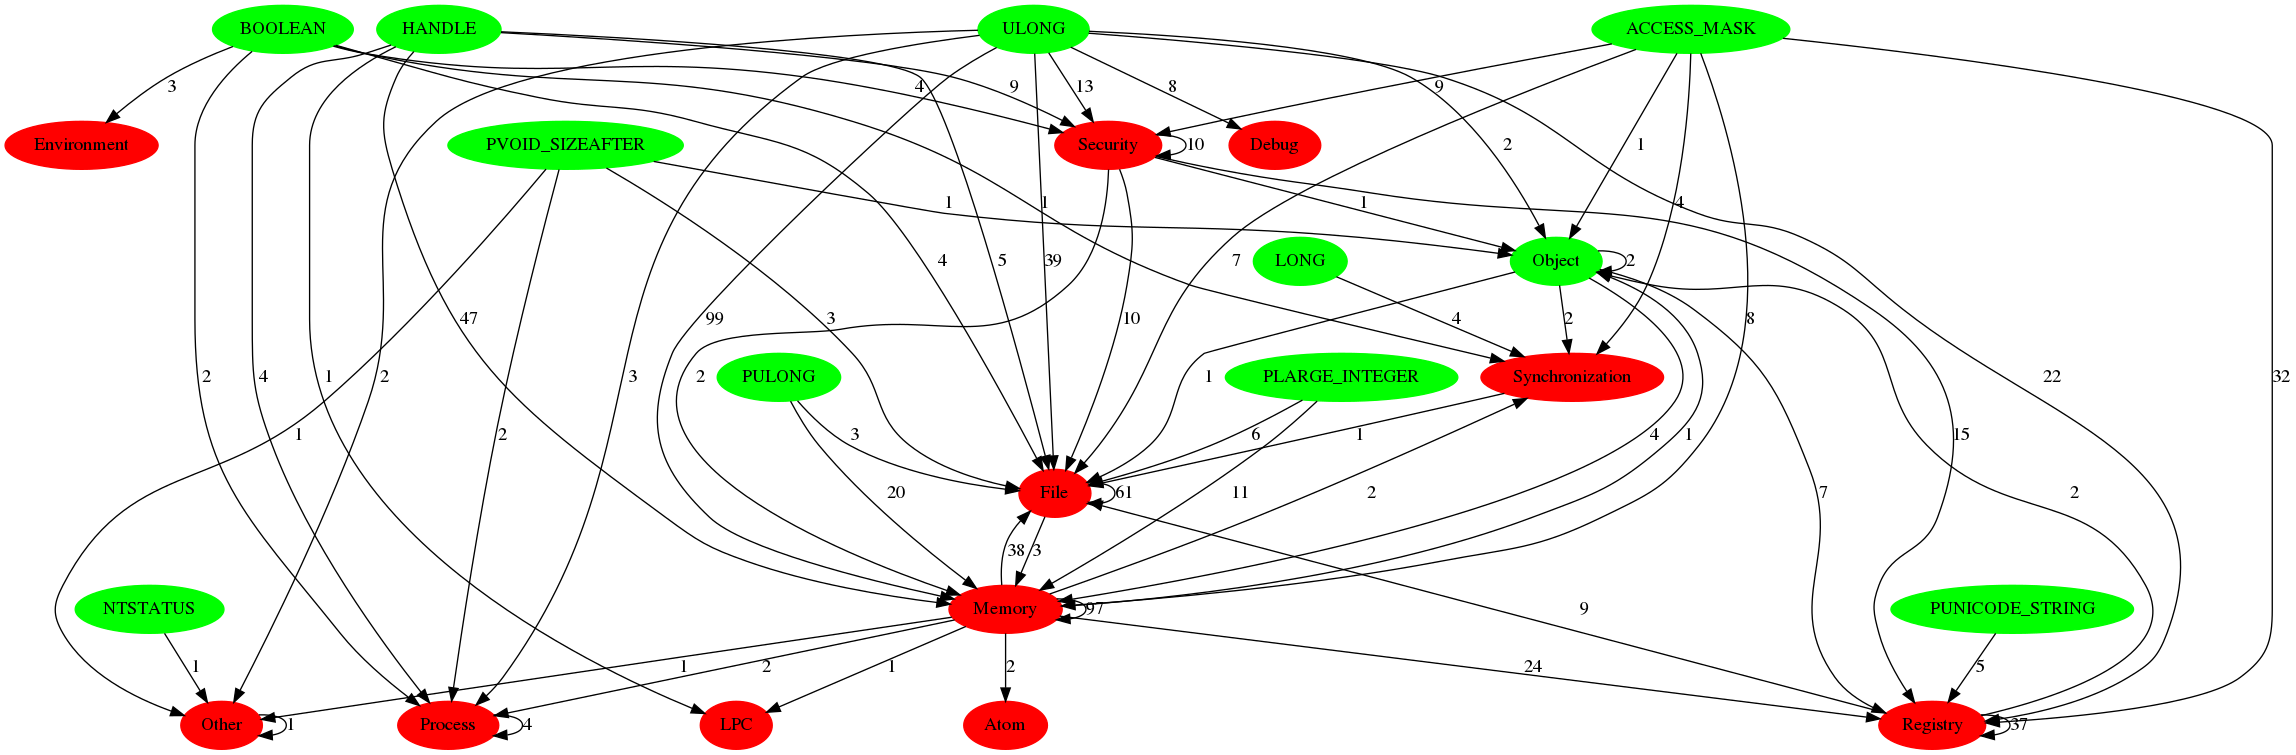 BOOLEAN HANDLE ULONG ACCESS_MASK
3 4 9 13 8 9
Environment PVOID_SIZEAFTER Security 10 Debug 2 1
1 1 1 4
4 5 39 7 LONG Object 2
47 99 3 10 4 2 8
2 4 1 2 3 2 PULONG 1 PLARGE_INTEGER Synchronization 22 32
1 2 3 6 1 4 1 15
20 File 61 11 2 7 2
38 3
NTSTATUS Memory 97 9 PUNICODE_STRING
1 1 2 1 2 24 5
Other 1 Process 4 LPC Atom Registry 37